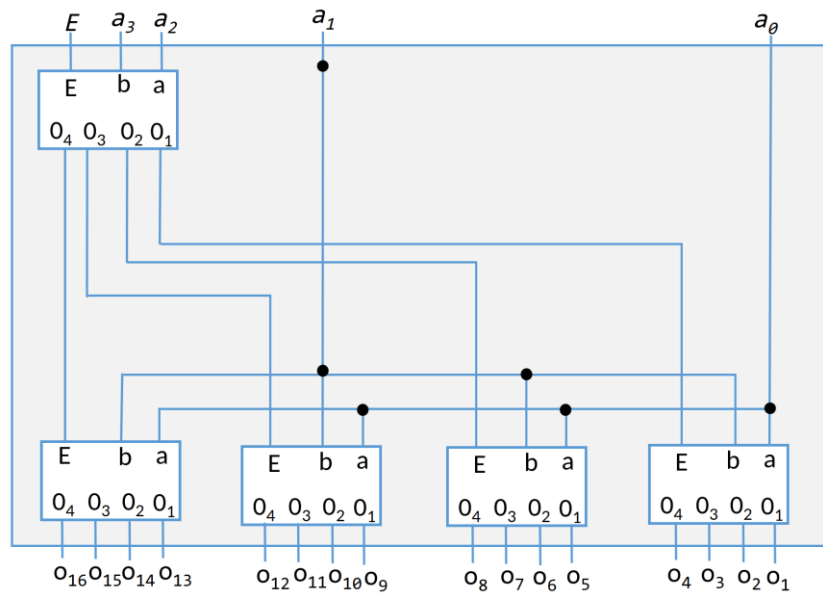 E a₃ a₂ a₁ a₀
E b a
O₄ O₃ O₂ O₁
E b a E b a E b a E b a
O₄ O₃ O₂ O₁ O₄ O₃ O₂ O₁ O₄ O₃ O₂ O₁ O₄ O₃ O₂ O₁
o₁₆ o₁₅ o₁₄ o₁₃ o₁₂ o₁₁ o₁₀ o₉ o₈ o₇ o₆ o₅ o₄ o₃ o₂ o₁